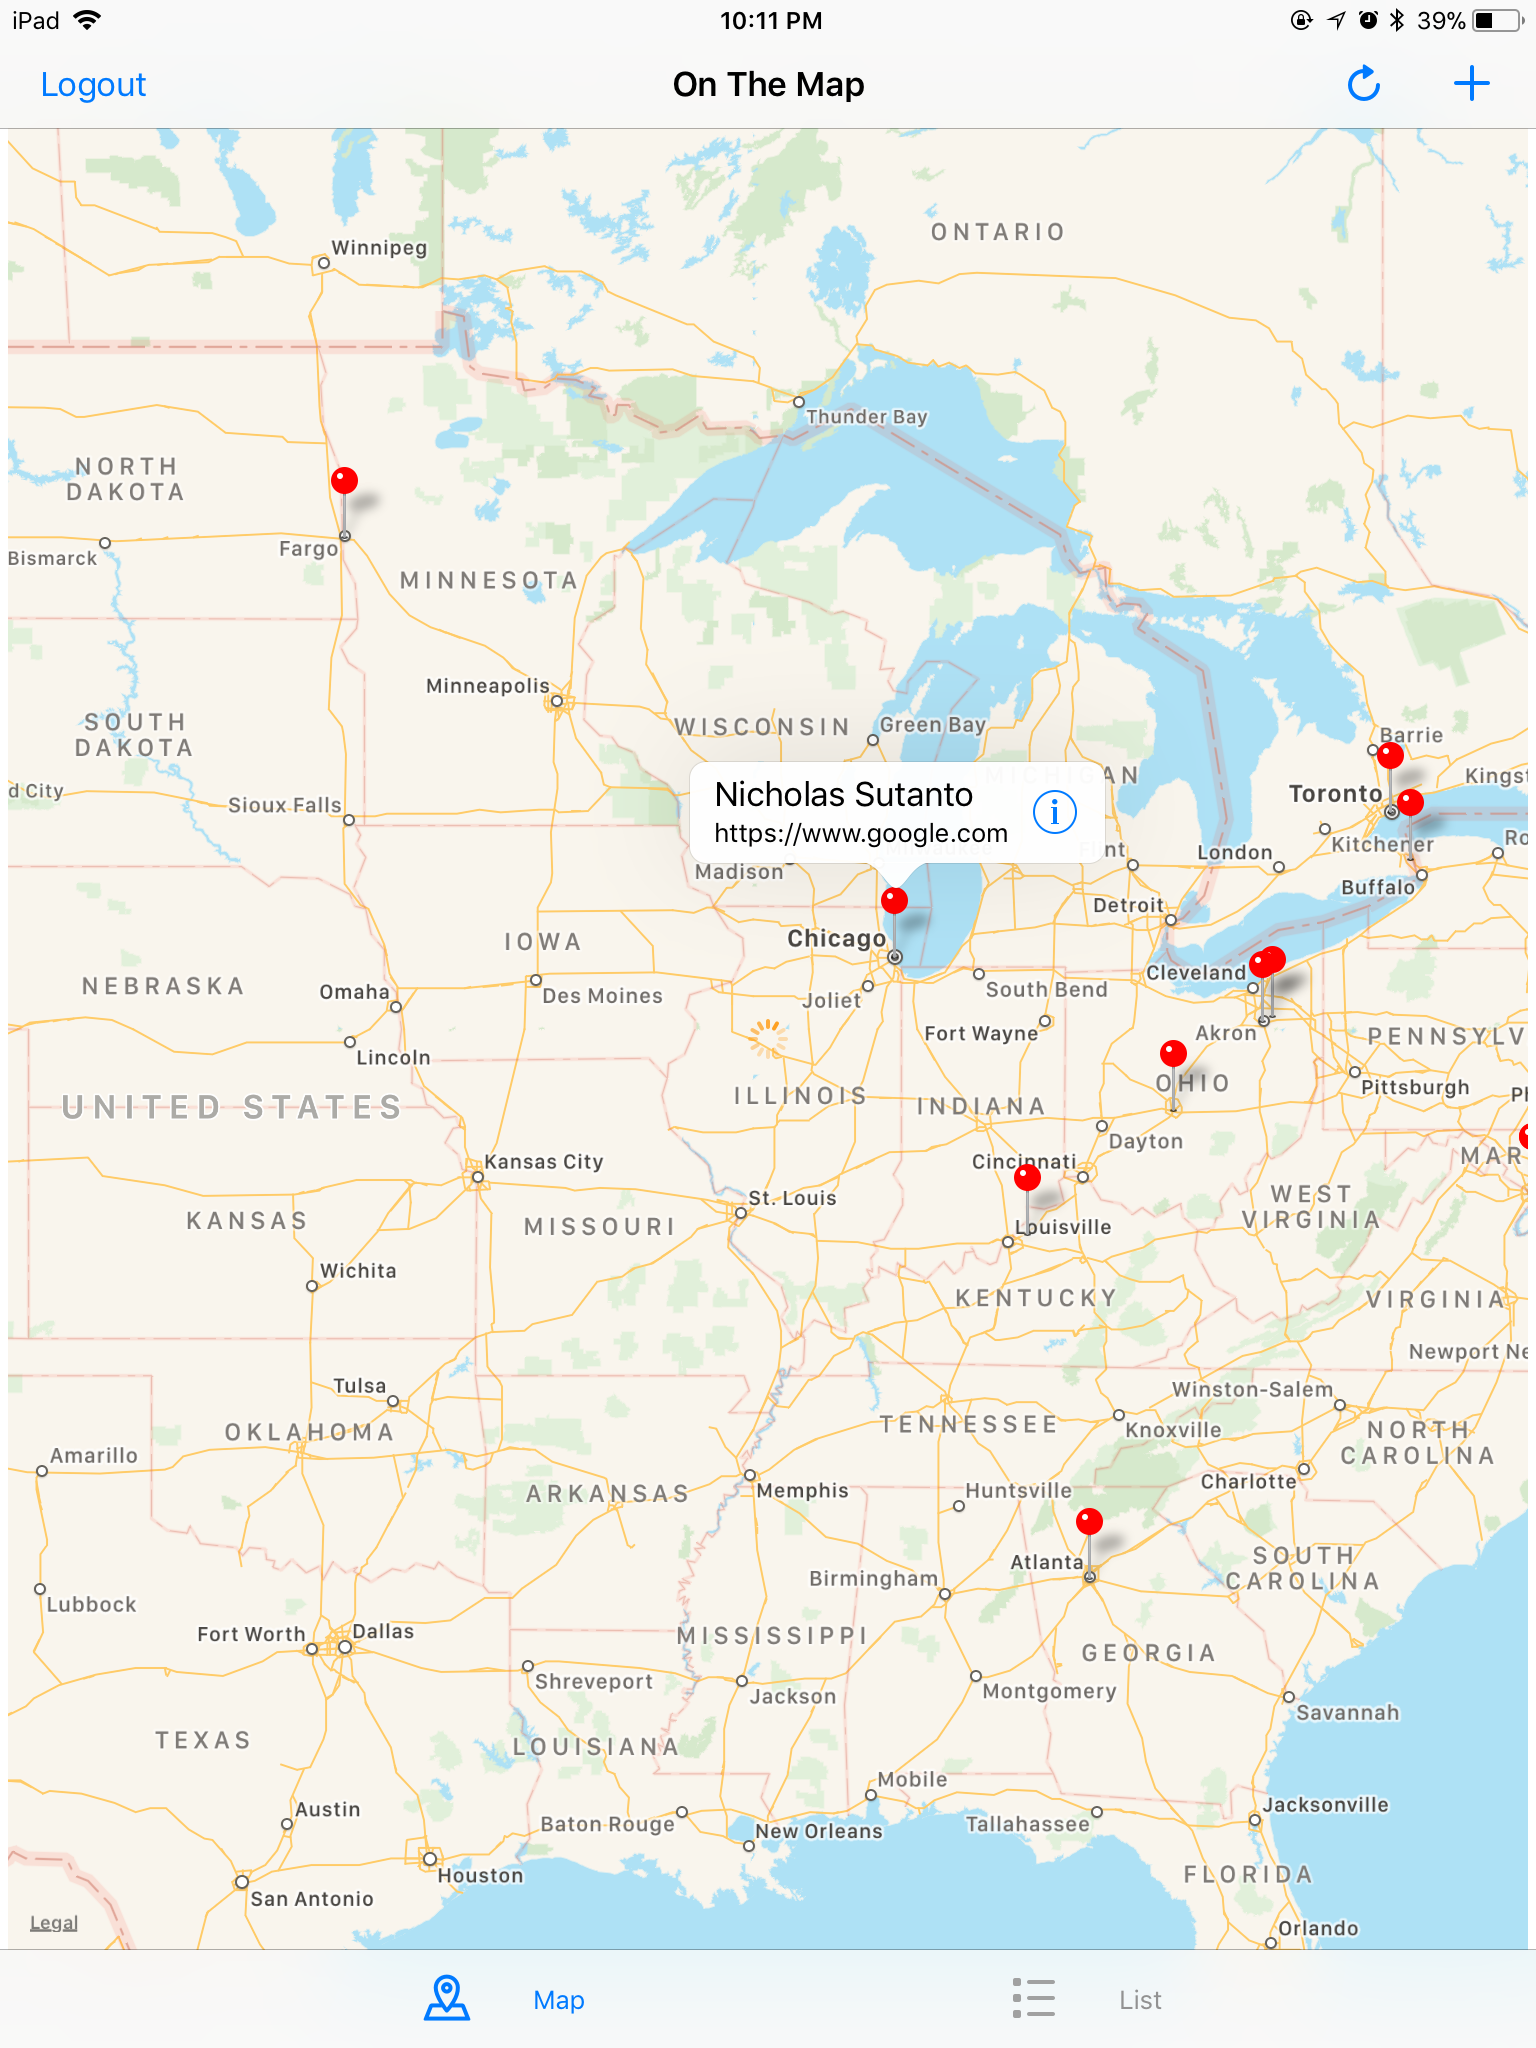 iPad
10:11 PM
39%
Logout
On The Map
ONTARIO
Winnipeg
Thunder Bay
NORTH
DAKOTA
Bismarck
Fargo
MINNESOTA
Minneapolis
SOUTH
DAKOTA
WISCONSIN
Green Bay
Barrie
d City
Sioux Falls
MICHIGAN
Kingst
Toronto
Nicholas Sutanto
https://www.google.com
Kitchener
Ro
Madison
Flint
London
Buffalo
Detroit
Chicago
IOWA
Cleveland
NEBRASKA
Omaha
Des Moines
Joliet
South Bend
Fort Wayne
Akron
PENNSYLV
Lincoln
Pittsburgh
UNITED STATES
ILLINOIS
INDIANA
OHIO
Ph
Dayton
MAR
Kansas City
Cincinnati
St. Louis
WEST
VIRGINIA
KANSAS
MISSOURI
Louisville
Wichita
KENTUCKY
VIRGINIA
Newport Ne
Tulsa
Winston-Salem
OKLAHOMA
TENNESSEE
Knoxville
NORTH
CAROLINA
Amarillo
Charlotte
ARKANSAS
Memphis
Huntsville
Atlanta
SOUTH
CAROLINA
Birmingham
Lubbock
Fort Worth
Dallas
MISSISSIPPI
GEORGIA
Shreveport
Jackson
Montgomery
Savannah
TEXAS
LOUISIANA
Mobile
Austin
Baton Rouge
New Orleans
Tallahassee
Jacksonville
Houston
FLORIDA
San Antonio
Legal
Orlando
Map
List